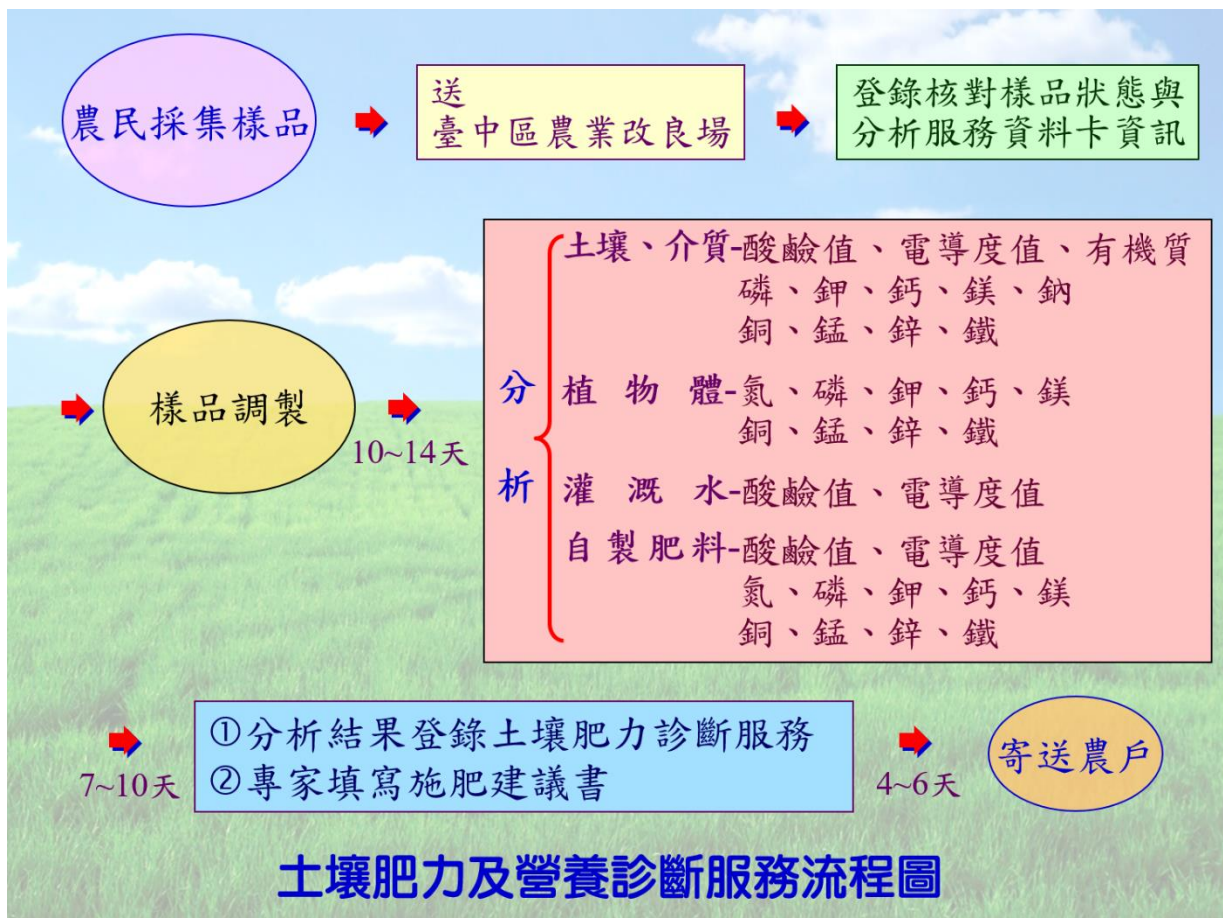 農民採集樣品
送
臺中區農業改良場
登錄核對樣品狀態與
分析服務資料卡資訊
樣品調製
10~14天
分
析
土壤、介質-酸鹼值、電導度值、有機質
磷、鉀、鈣、鎂、鈉
銅、錳、鋅、鐵
植物體-氮、磷、鉀、鈣、鎂
銅、錳、鋅、鐵
灌溉水-酸鹼值、電導度值
自製肥料-酸鹼值、電導度值
氮、磷、鉀、鈣、鎂
銅、錳、鋅、鐵
7~10天
①分析結果登錄土壤肥力診斷服務
②專家填寫施肥建議書
4~6天
寄送農戶
土壤肥力及營養診斷服務流程圖